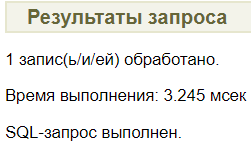 Результаты запроса
1 запис(ь/и/ей) обработано.
Время выполнения: 3.245 мсек
SQL-запрос выполнен.